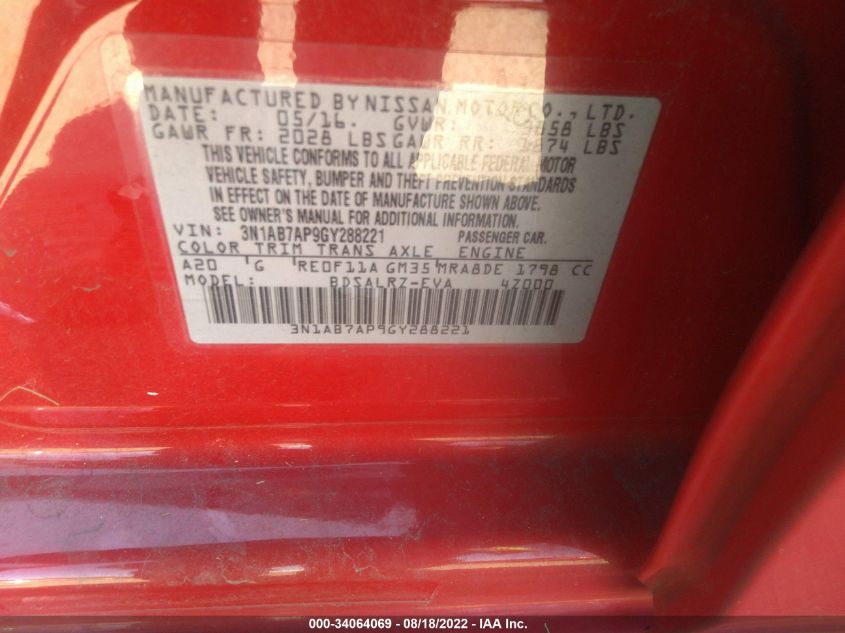 MANUFACTURED BY NISSAN MOTOR CO., LTD.
DATE: 05/16. GVWR: LBS
GAWR FR: 2028 LBS GAWR RR: LBS
THIS VEHICLE CONFORMS TO ALL APPLICABLE FEDERAL MOTOR
VEHICLE SAFETY, BUMPER AND THEFT PREVENTION STANDARDS
IN EFFECT ON THE DATE OF MANUFACTURE SHOWN ABOVE.
SEE OWNER'S MANUAL FOR ADDITIONAL INFORMATION.
VIN: 3N1AB7AP9GY288221 PASSENGER CAR.
COLOR TRIM TRANS AXLE ENGINE
A20 G RE0F11A GM35 MRA8DE 1798 CC
MODEL: BDSALRZ-EVA 4Z000
3N1AB7AP9GY288221
000-34064069 - 08/18/2022 - IAA Inc.